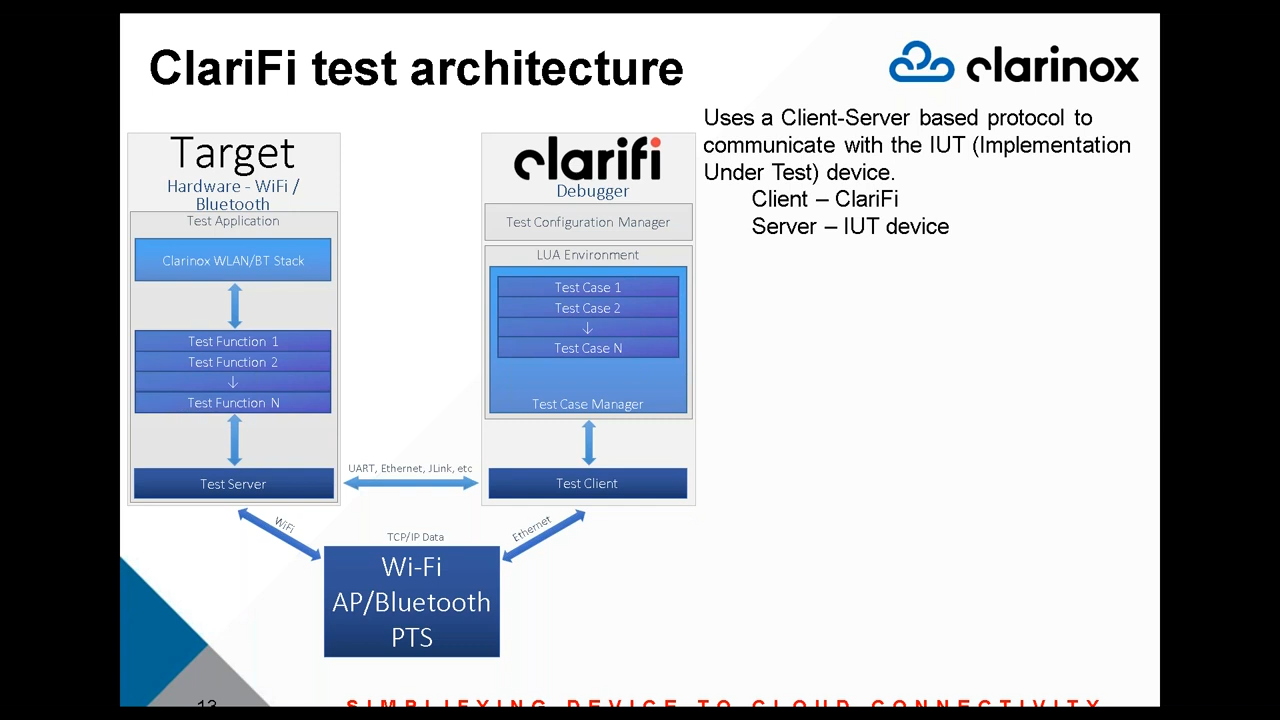 ClariFi test architecture
clarinox
Uses a Client-Server based protocol to
communicate with the IUT (Implementation
Under Test) device.
Client – ClariFi
Server – IUT device
Target
Hardware - WiFi /
Bluetooth
Test Application
Clarinox WLAN/BT Stack
Test Function 1
Test Function 2
↓
Test Function N
Test Server
clarifi
Debugger
Test Configuration Manager
LUA Environment
Test Case 1
Test Case 2
↓
Test Case N
Test Case Manager
Test Client
UART, Ethernet, JLink, etc
WiFi
Ethernet
TCP/IP Data
Wi-Fi
AP/Bluetooth
PTS
13
SIMPLIFYING DEVICE TO CLOUD CONNECTIVITY